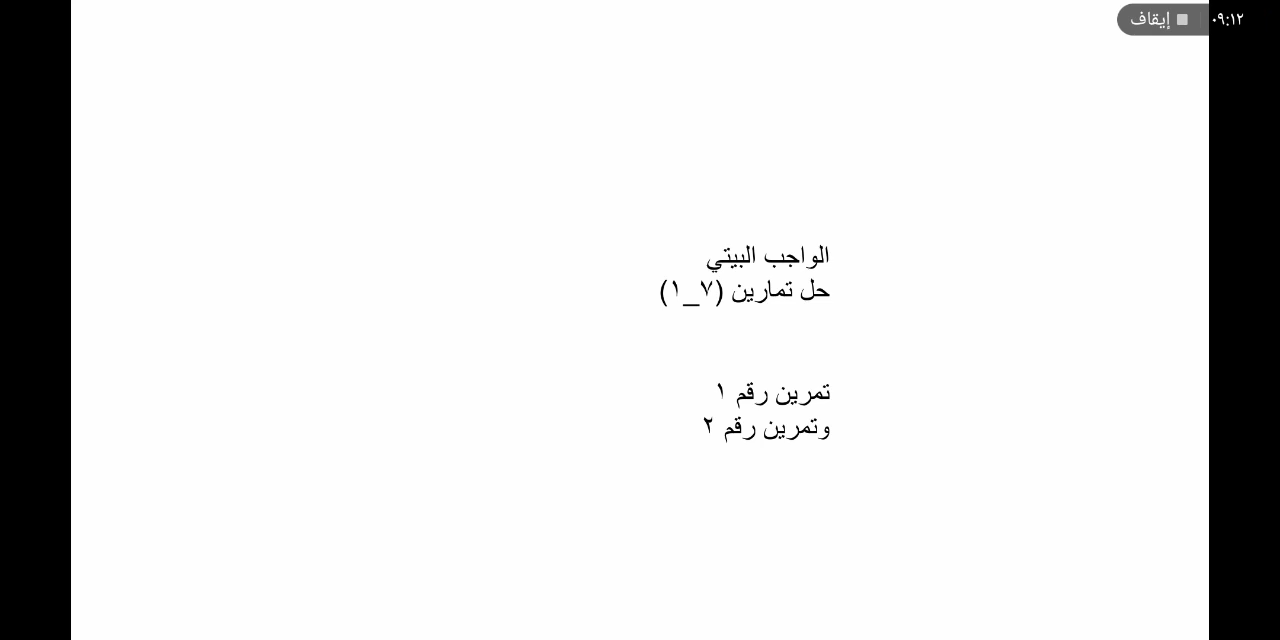 ٠٩:١٢
إيقاف
الواجب البيتي
حل تمارين (٧_١)
تمرين رقم ١
وتمرين رقم ٢